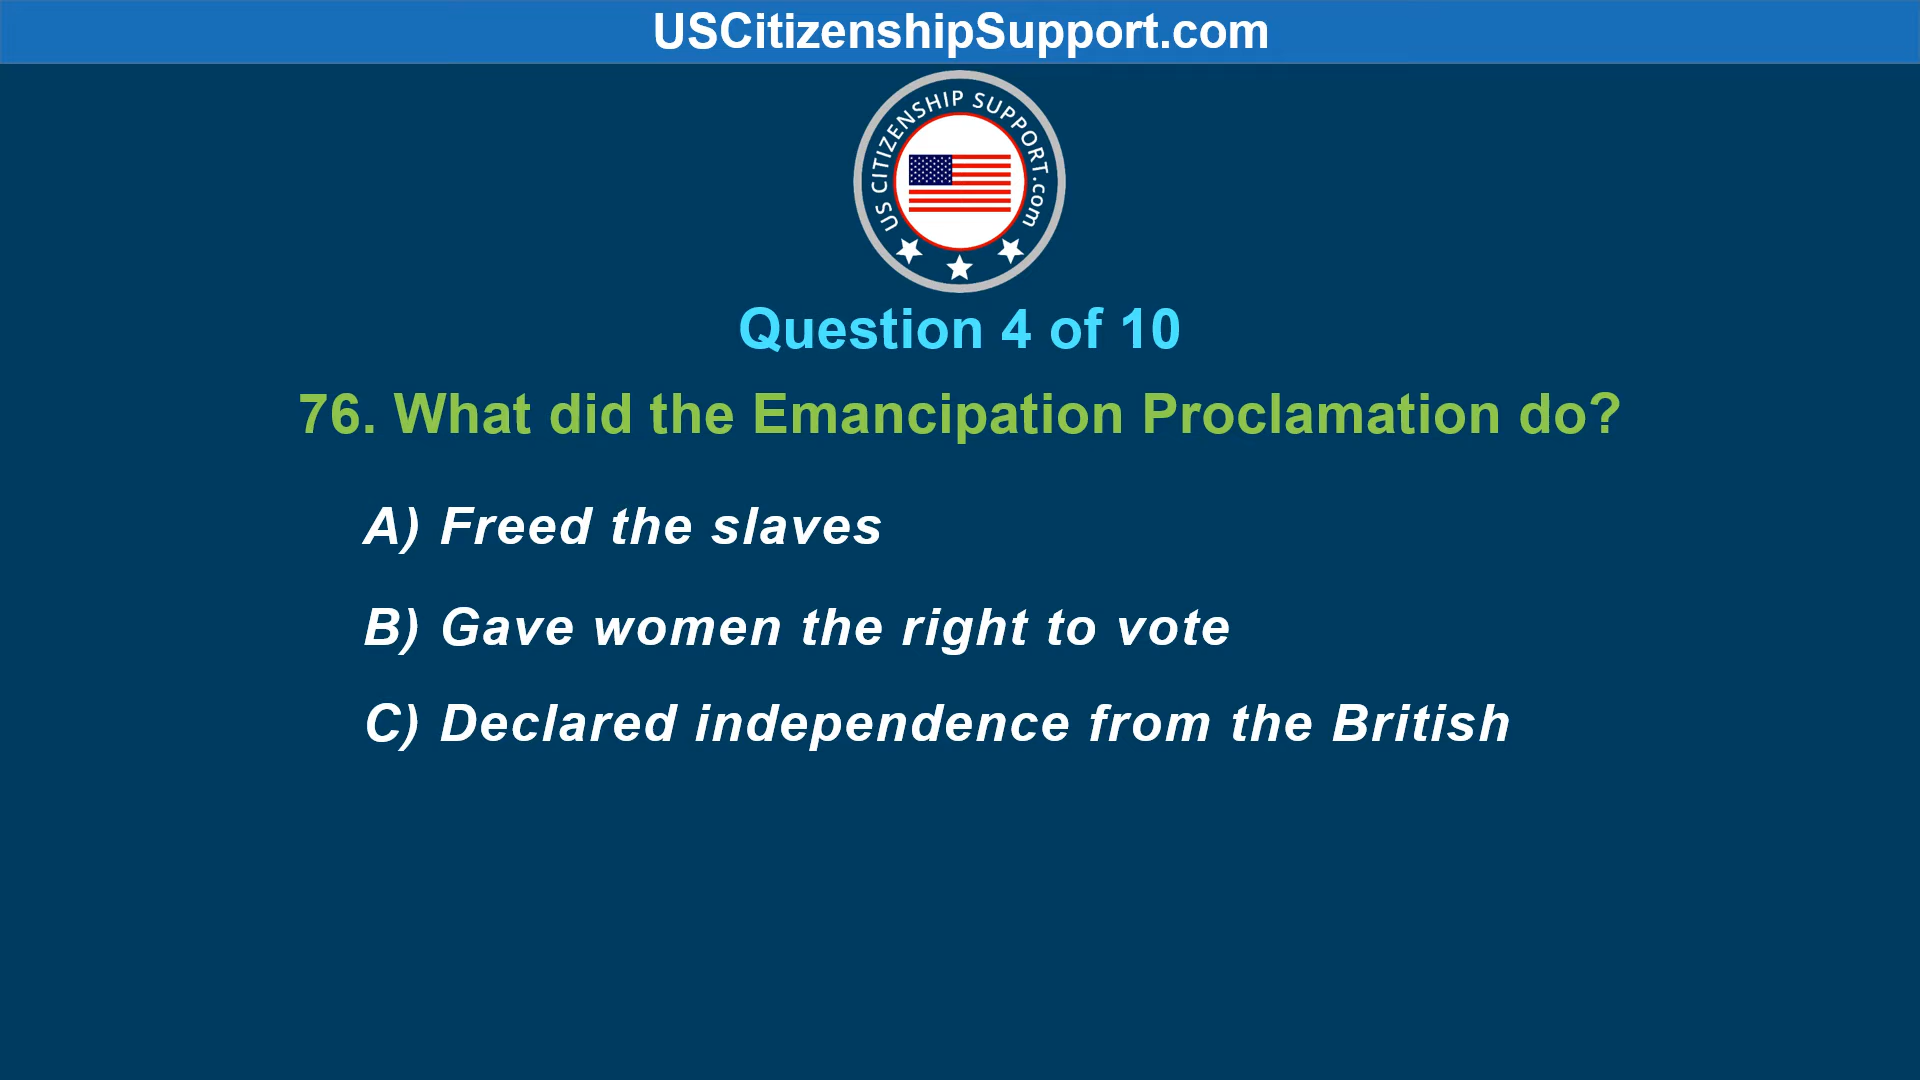 USCitizenshipSupport.com
US CITIZENSHIP SUPPORT.com
Question 4 of 10
76. What did the Emancipation Proclamation do?
A) Freed the slaves
B) Gave women the right to vote
C) Declared independence from the British